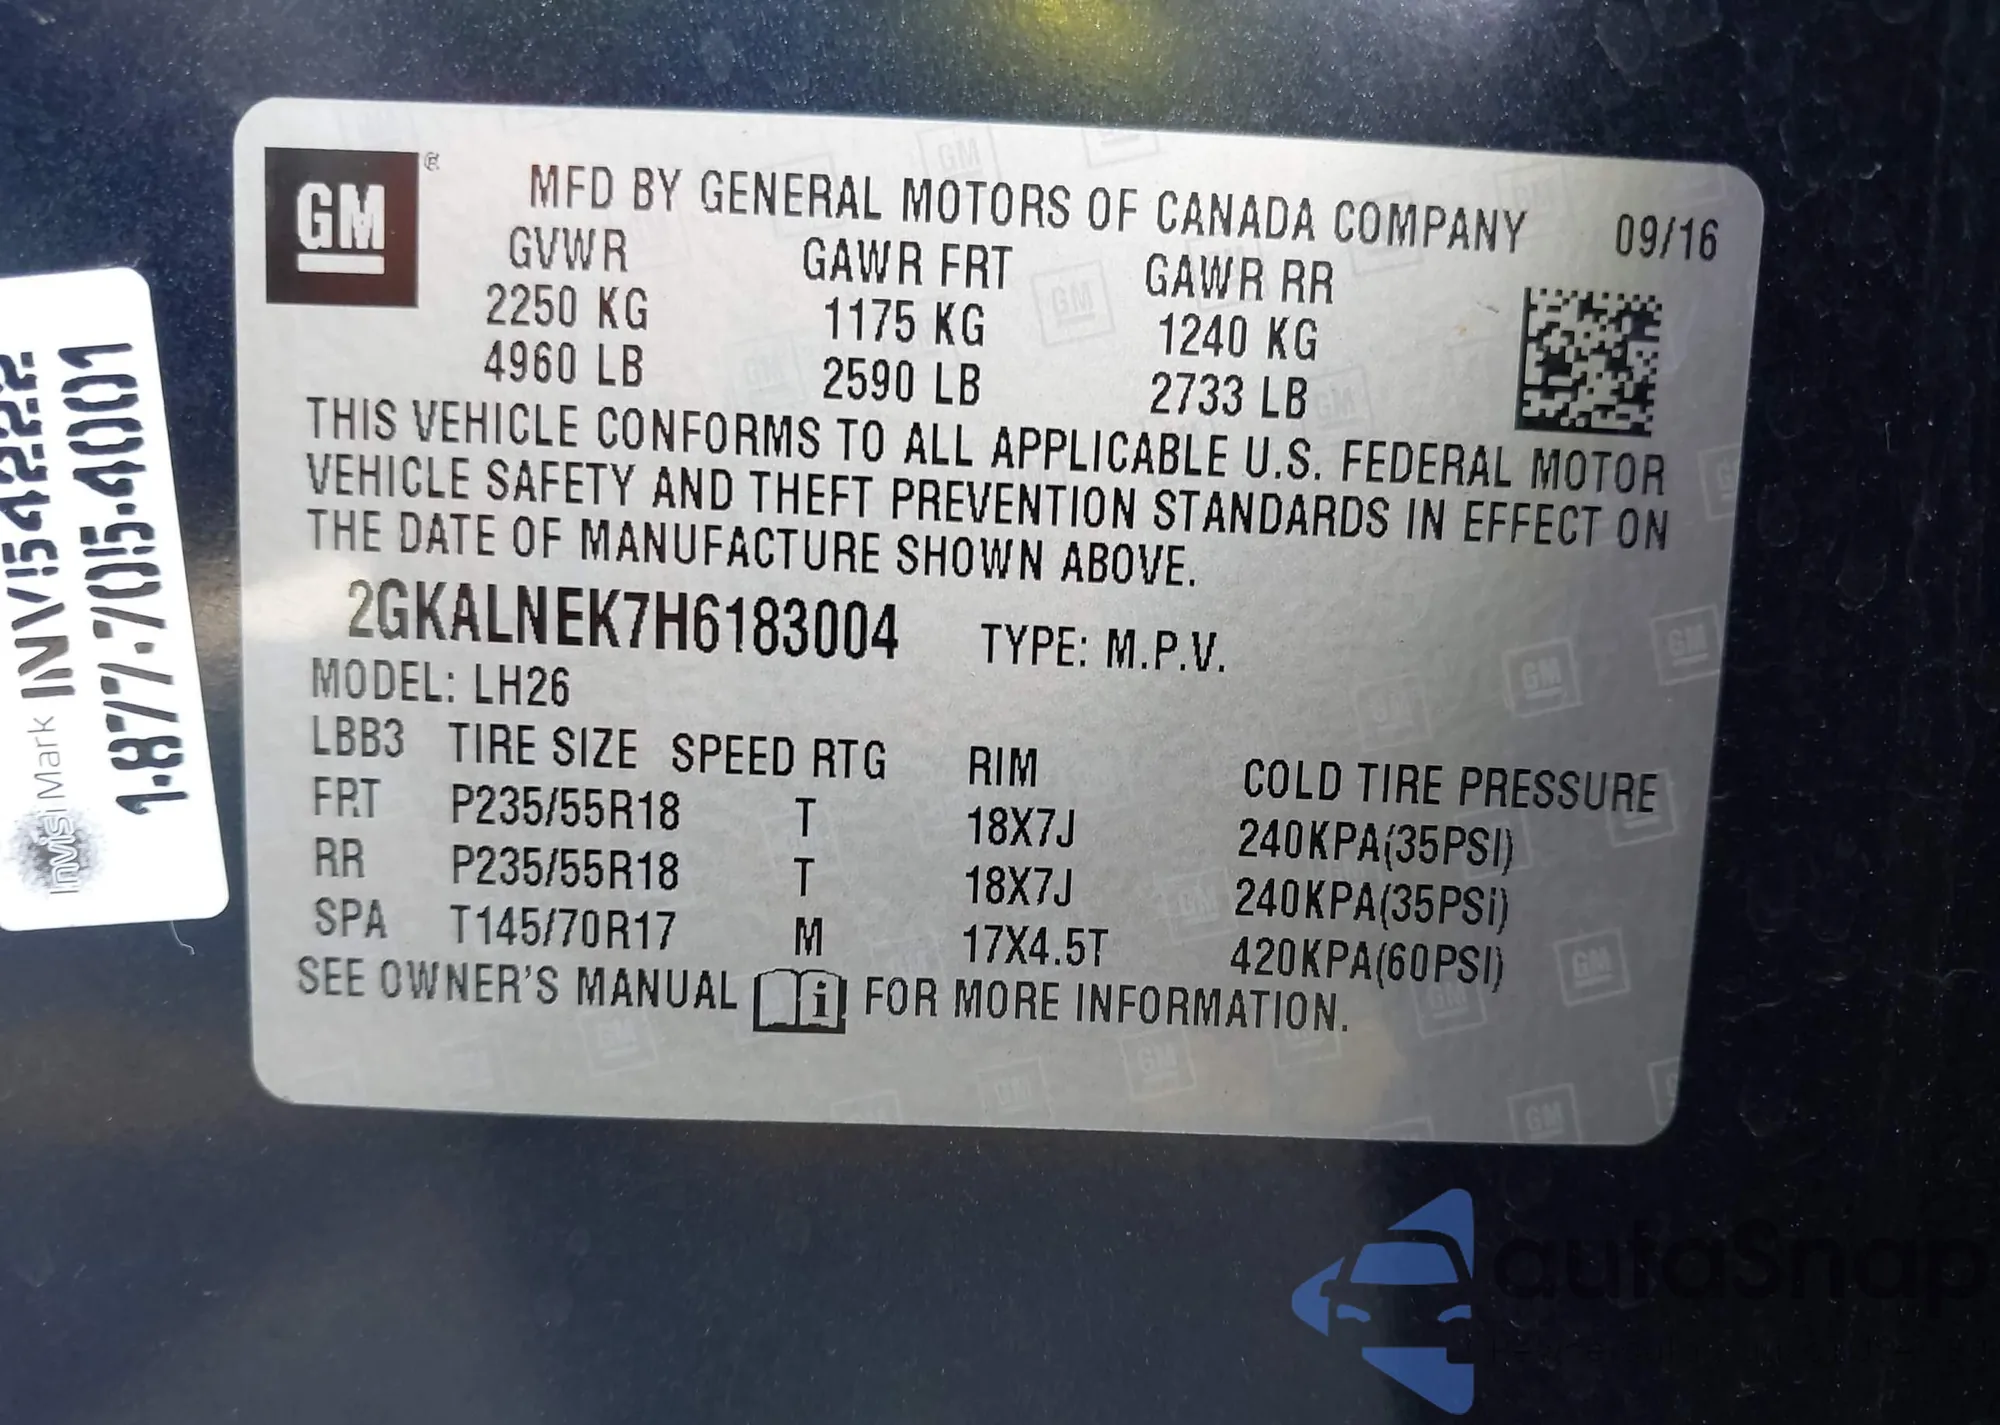 GM ®
MFD BY GENERAL MOTORS OF CANADA COMPANY 09/16
GVWR GAWR FRT GAWR RR
2250 KG 1175 KG 1240 KG
4960 LB 2590 LB 2733 LB
THIS VEHICLE CONFORMS TO ALL APPLICABLE U.S. FEDERAL MOTOR
VEHICLE SAFETY AND THEFT PREVENTION STANDARDS IN EFFECT ON
THE DATE OF MANUFACTURE SHOWN ABOVE.
2GKALNEK7H6183004 TYPE: M.P.V.
MODEL: LH26
LBB3 TIRE SIZE SPEED RTG RIM COLD TIRE PRESSURE
FRT P235/55R18 T 18X7J 240KPA(35PSI)
RR P235/55R18 T 18X7J 240KPA(35PSi)
SPA T145/70R17 M 17X4.5T 420KPA(60PSI)
SEE OWNER'S MANUAL i FOR MORE INFORMATION.
InvisiMark INV154222
1-877-705-4001
autoSnap